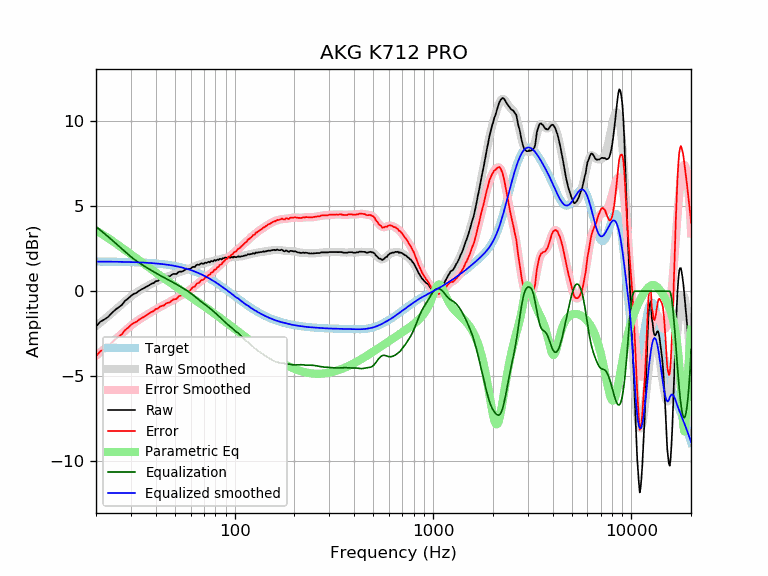 AKG K712 PRO
Amplitude (dBr)
10
5
0
−5
−10
Target
Raw Smoothed
Error Smoothed
Raw
Error
Parametric Eq
Equalization
Equalized smoothed
100
1000
10000
Frequency (Hz)